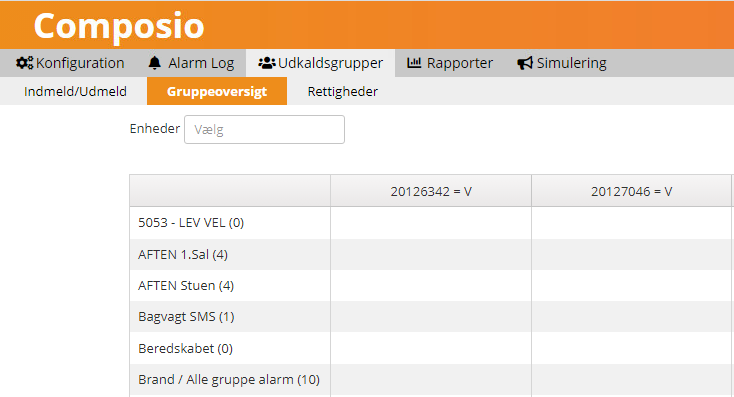 Composio
Konfiguration Alarm Log Udkaldsgrupper Rapporter Simulering
Indmeld/Udmeld Gruppeoversigt Rettigheder
Enheder Vælg
20126342 = V 20127046 = V
5053 - LEV VEL (0)
AFTEN 1.Sal (4)
AFTEN Stuen (4)
Bagvagt SMS (1)
Beredskabet (0)
Brand / Alle gruppe alarm (10)